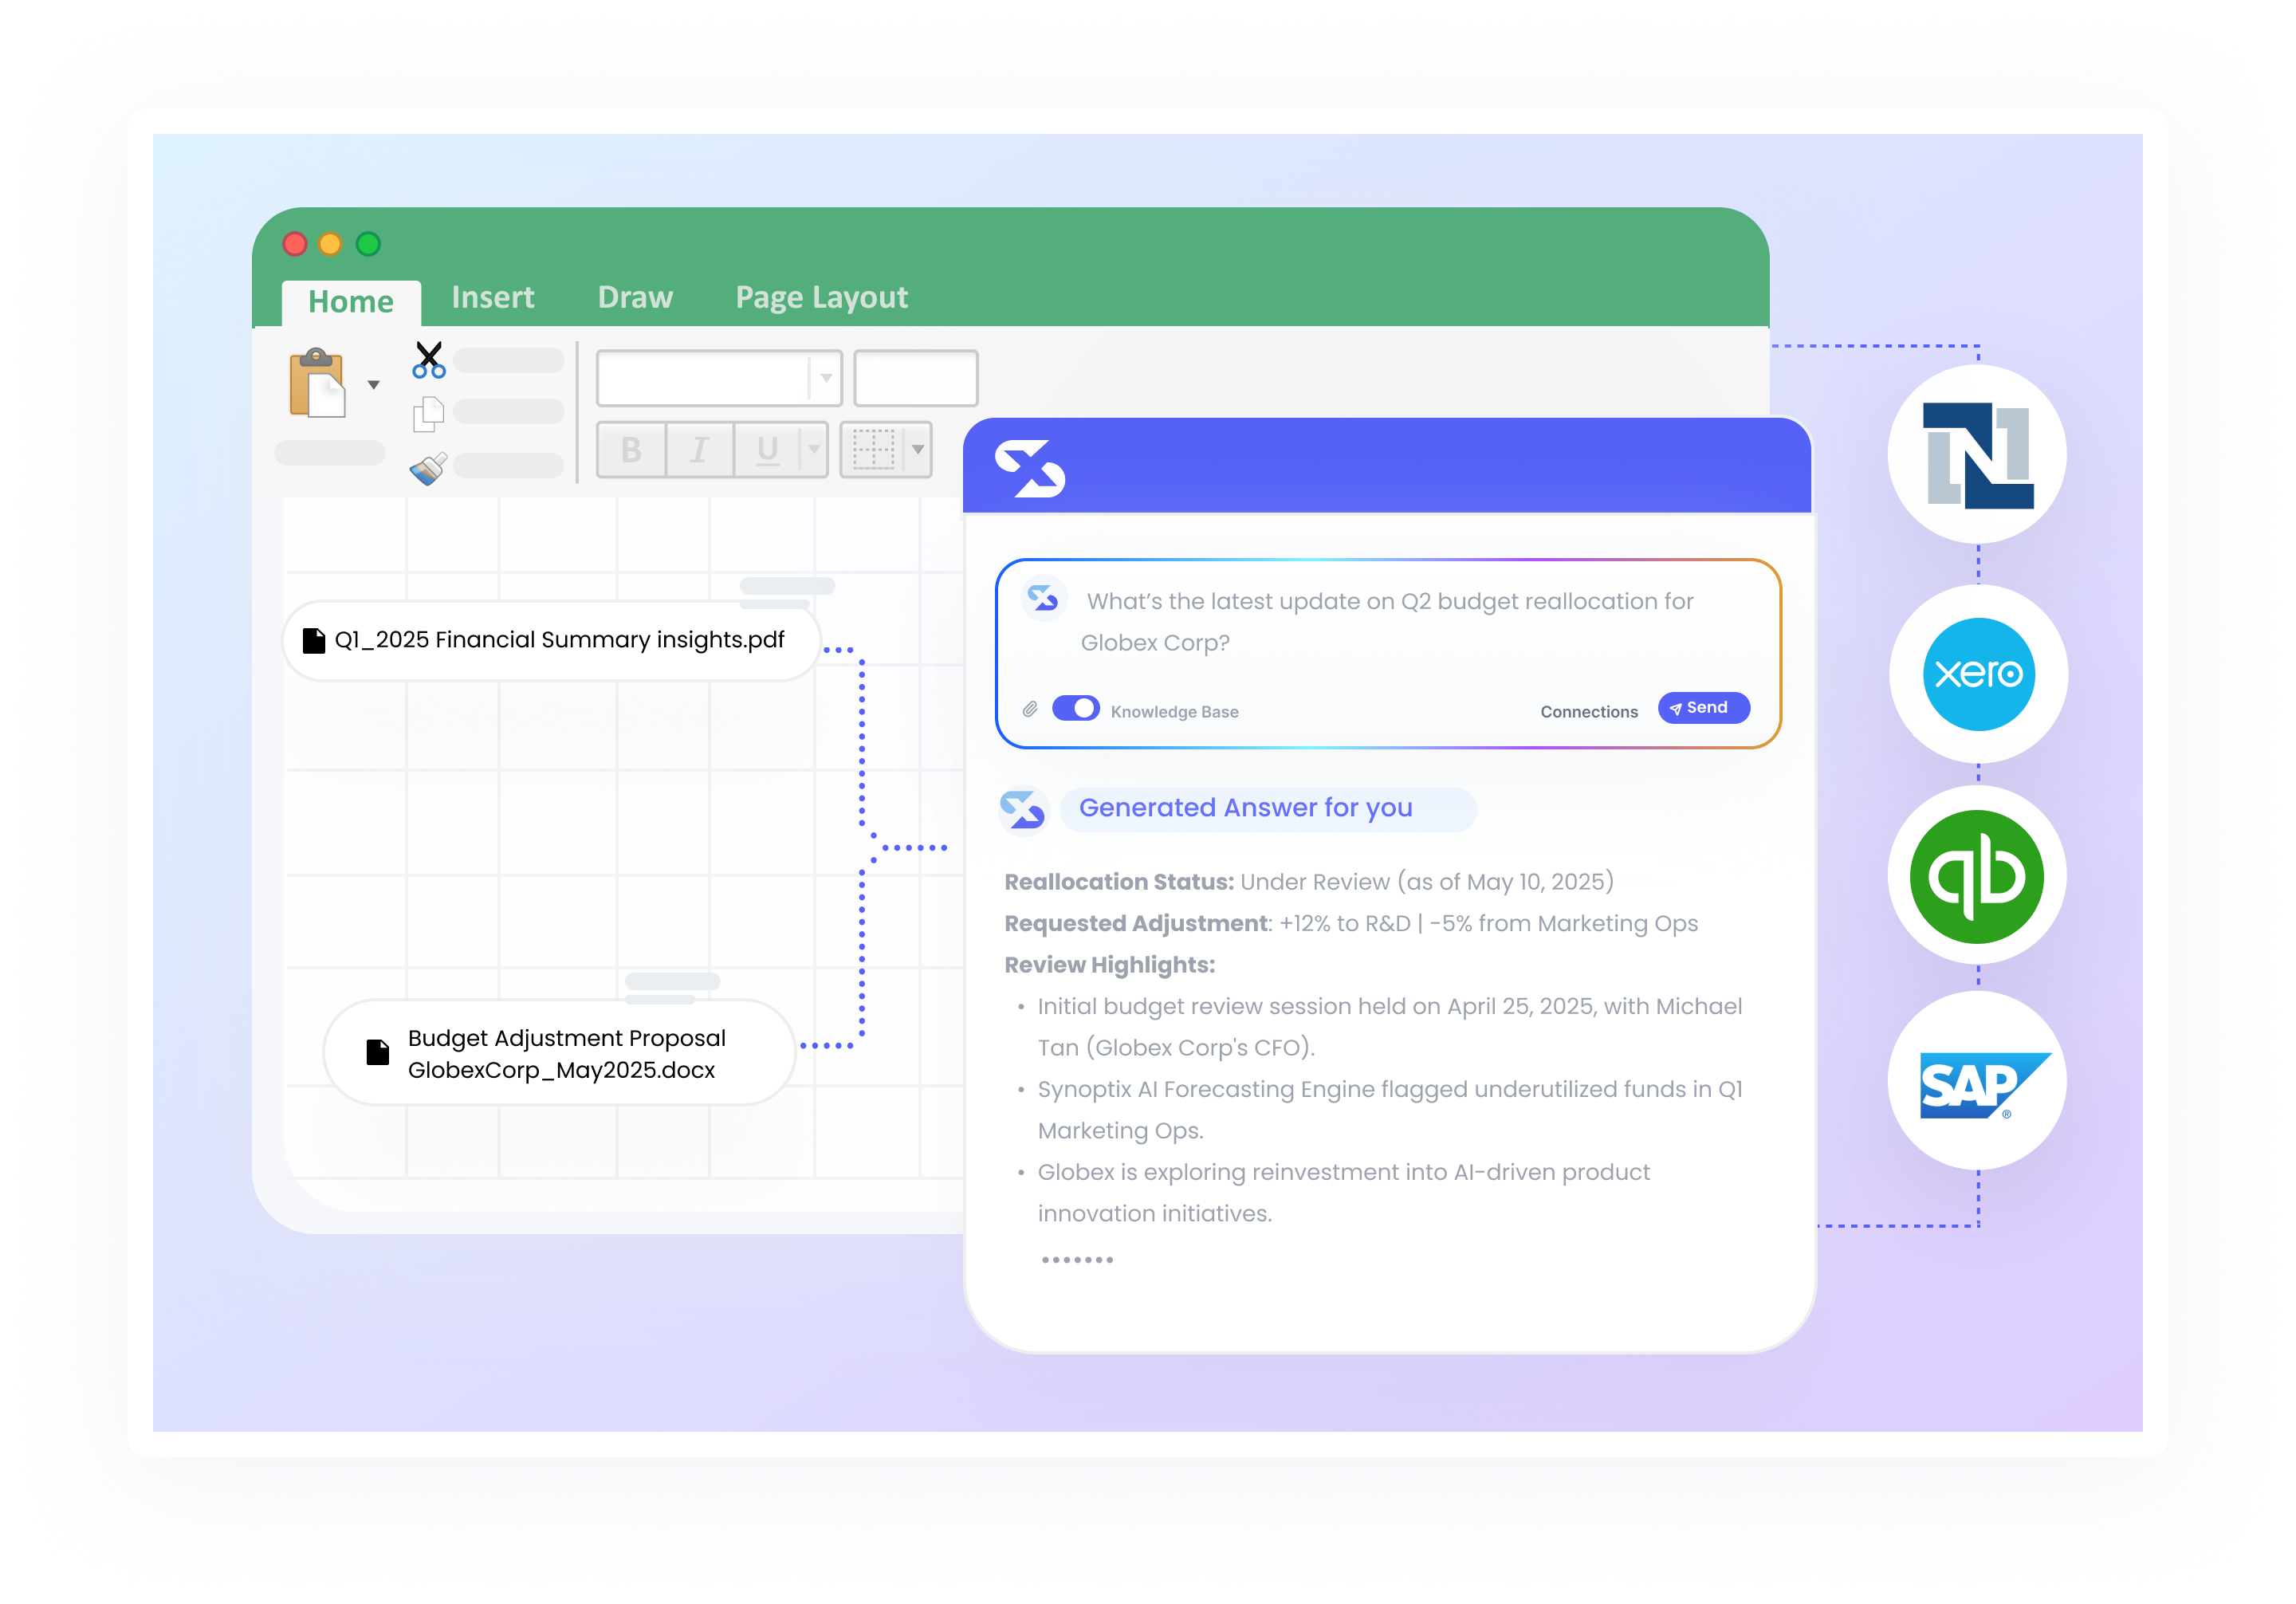 Home Insert Draw Page Layout
B I U
Q1_2025 Financial Summary insights.pdf
Budget Adjustment Proposal
GlobexCorp_May2025.docx
What’s the latest update on Q2 budget reallocation for
Globex Corp?
Knowledge Base Connections Send
Generated Answer for you
Reallocation Status: Under Review (as of May 10, 2025)
Requested Adjustment: +12% to R&D | -5% from Marketing Ops
Review Highlights:
• Initial budget review session held on April 25, 2025, with Michael
Tan (Globex Corp's CFO).
• Synoptix AI Forecasting Engine flagged underutilized funds in Q1
Marketing Ops.
• Globex is exploring reinvestment into AI-driven product
innovation initiatives.
•••••••
N
xero
qb
SAP®